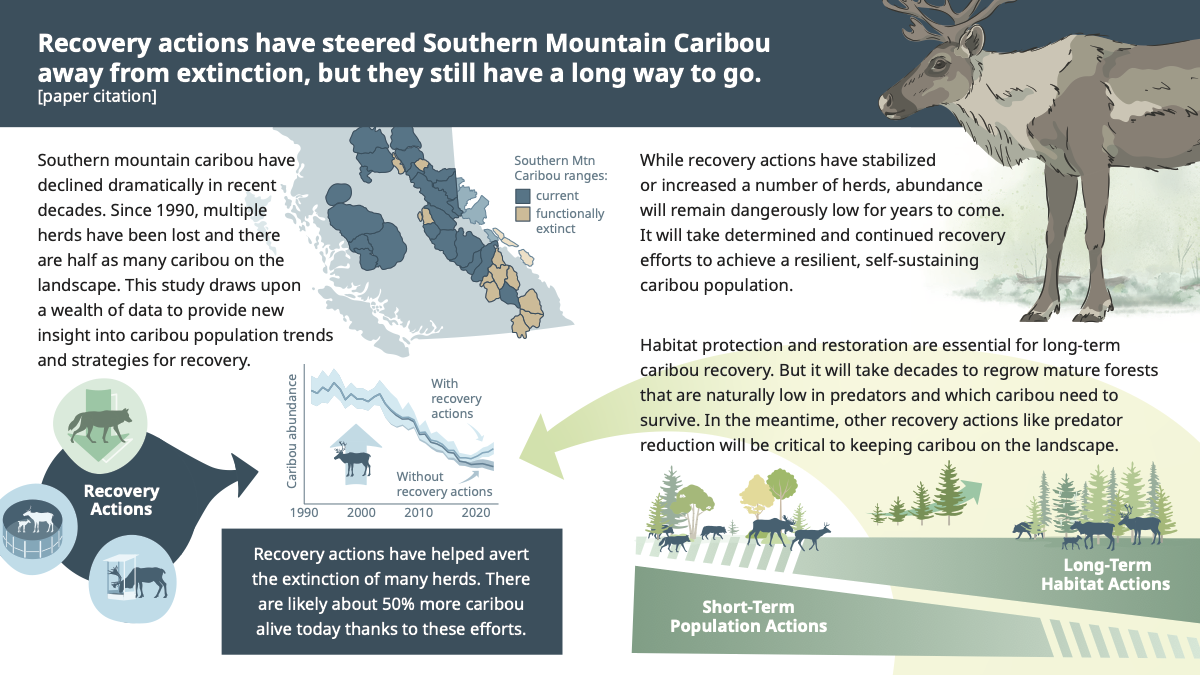 Recovery actions have steered Southern Mountain Caribou
away from extinction, but they still have a long way to go.
[paper citation]
Southern mountain caribou have
declined dramatically in recent
decades. Since 1990, multiple
herds have been lost and there
are half as many caribou on the
landscape. This study draws upon
a wealth of data to provide new
insight into caribou population trends
and strategies for recovery.
Southern Mtn
Caribou ranges:
current
functionally
extinct
Recovery
Actions
Caribou abundance
With
recovery
actions
Without
recovery actions
1990 2000 2010 2020
Recovery actions have helped avert
the extinction of many herds. There
are likely about 50% more caribou
alive today thanks to these efforts.
While recovery actions have stabilized
or increased a number of herds, abundance
will remain dangerously low for years to come.
It will take determined and continued recovery
efforts to achieve a resilient, self-sustaining
caribou population.
Habitat protection and restoration are essential for long-term
caribou recovery. But it will take decades to regrow mature forests
that are naturally low in predators and which caribou need to
survive. In the meantime, other recovery actions like predator
reduction will be critical to keeping caribou on the landscape.
Long-Term
Habitat Actions
Short-Term
Population Actions